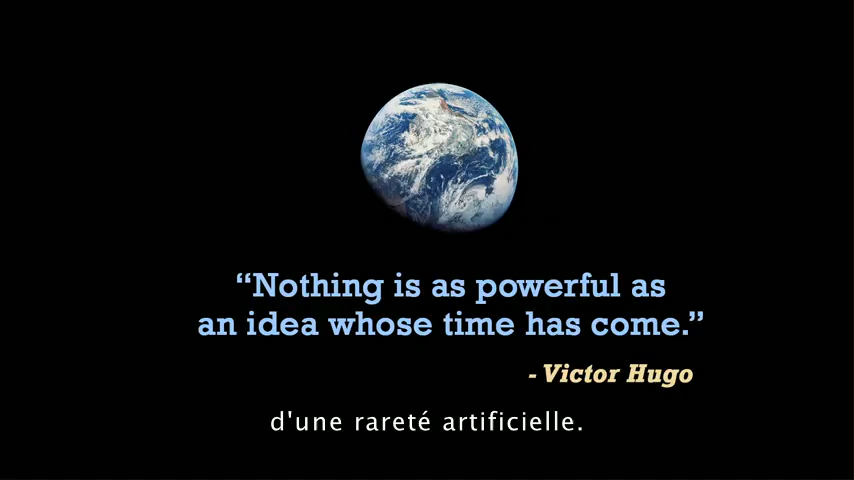 “Nothing is as powerful as
an idea whose time has come.”
- Victor Hugo
d'une rareté artificielle.